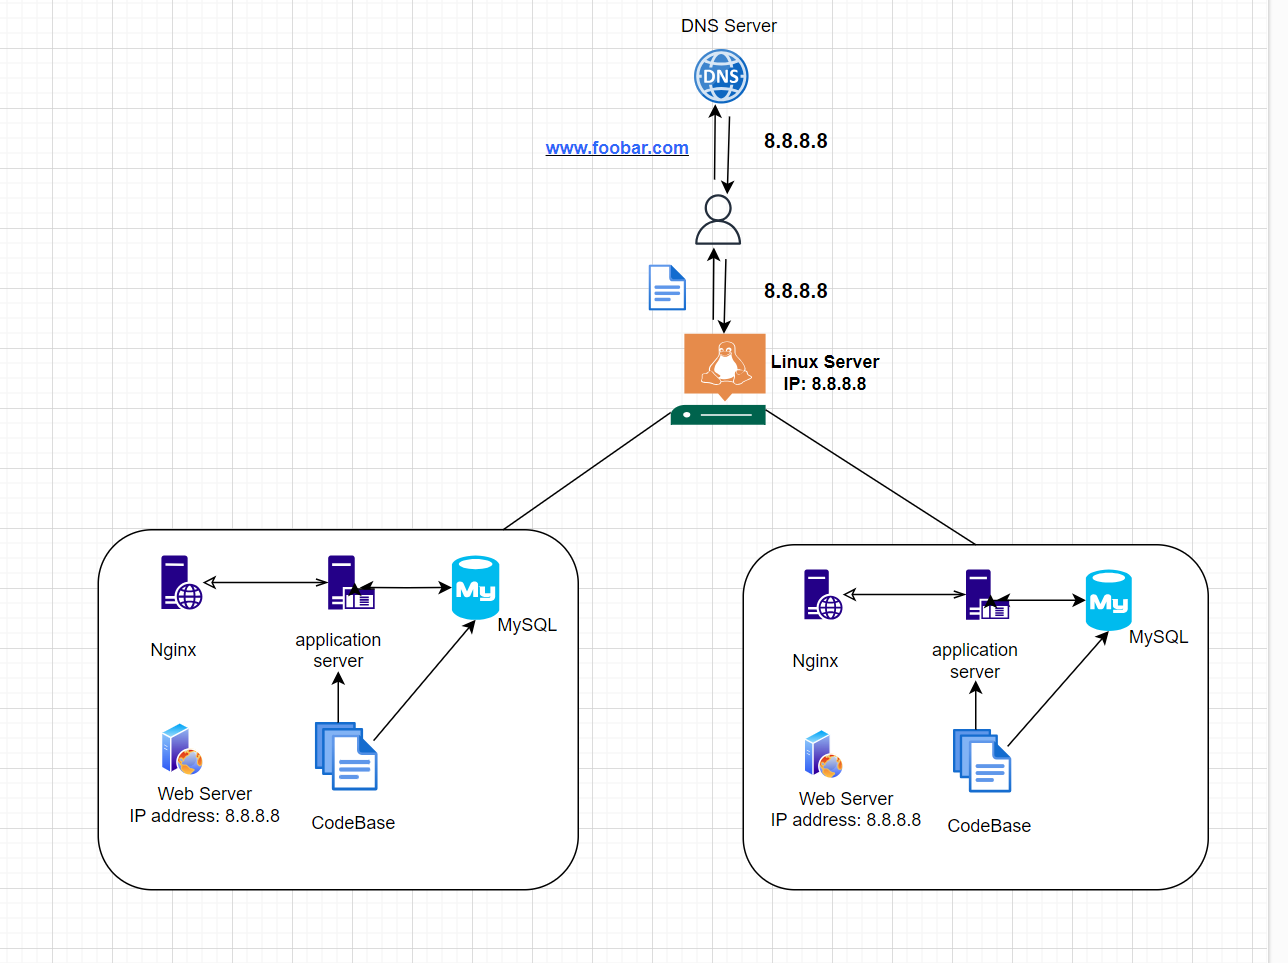 DNS Server
DNS
www.foobar.com
8.8.8.8
8.8.8.8
Linux Server
IP: 8.8.8.8
My
MySQL
Nginx
application
server
Web Server
IP address: 8.8.8.8
CodeBase
My
MySQL
Nginx
application
server
Web Server
IP address: 8.8.8.8
CodeBase